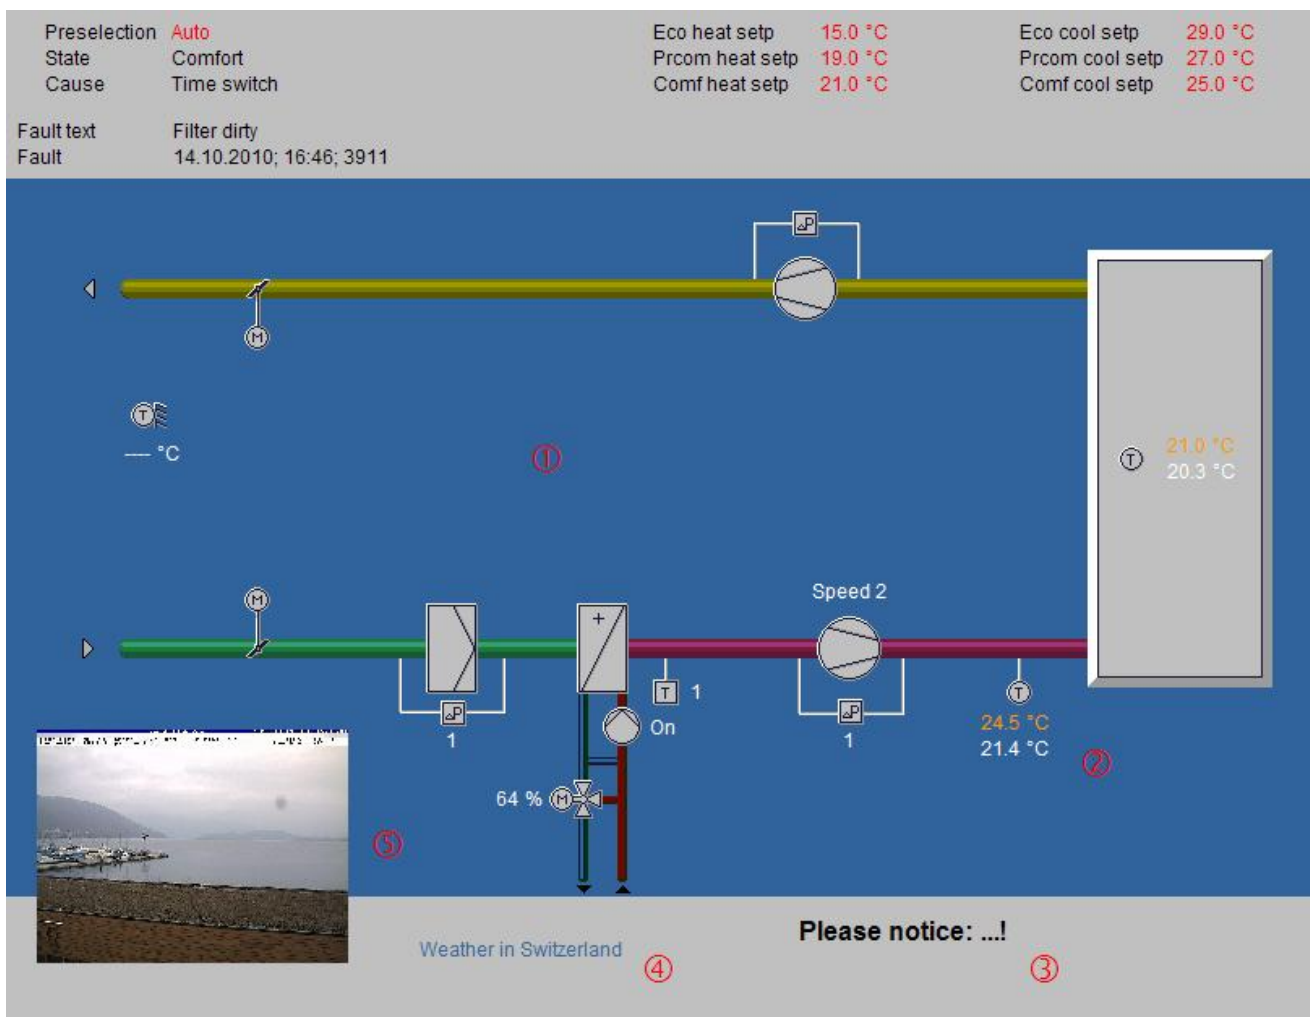 Preselection Auto Eco heat setp 15.0 °C Eco cool setp 29.0 °C
State Comfort Prcom heat setp 19.0 °C Prcom cool setp 27.0 °C
Cause Time switch Comf heat setp 21.0 °C Comf cool setp 25.0 °C
Fault text Filter dirty
Fault 14.10.2010; 16:46; 3911
△P
M
T
---- °C
①
T
21.0 °C
20.3 °C
M
Speed 2
+
T 1
△P
1
On
△P
1
T
24.5 °C
21.4 °C
②
64 % M
⑤
Please notice: ...!
Weather in Switzerland
④
③